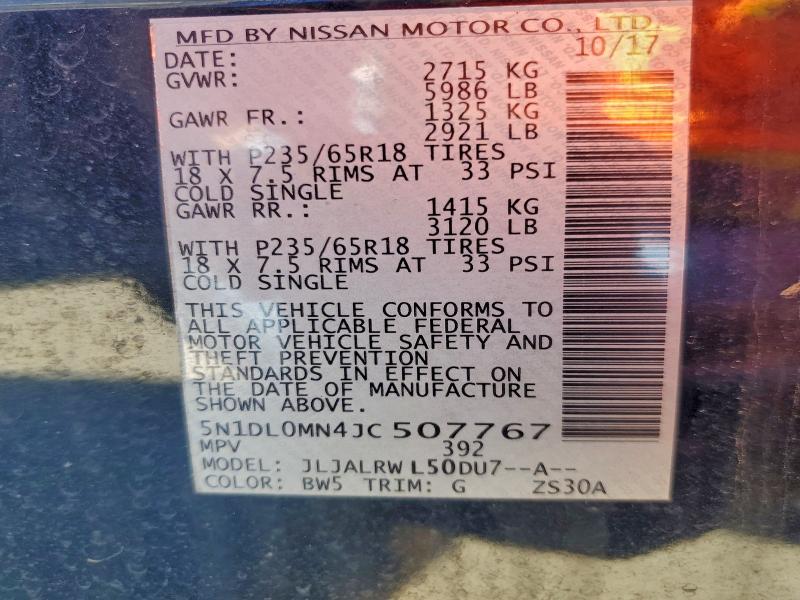 MFD BY NISSAN MOTOR CO., LTD.
DATE: 10/17
GVWR: 2715 KG
5986 LB
GAWR FR.: 1325 KG
2921 LB
WITH P235/65R18 TIRES
18 X 7.5 RIMS AT 33 PSI
COLD SINGLE
GAWR RR.: 1415 KG
3120 LB
WITH P235/65R18 TIRES
18 X 7.5 RIMS AT 33 PSI
COLD SINGLE
THIS VEHICLE CONFORMS TO
ALL APPLICABLE FEDERAL
MOTOR VEHICLE SAFETY AND
THEFT PREVENTION
STANDARDS IN EFFECT ON
THE DATE OF MANUFACTURE
SHOWN ABOVE.
5N1DL0MN4JC507767
MPV 392
MODEL: JLJALRW L50DU7--A--
COLOR: BW5 TRIM: G ZS30A